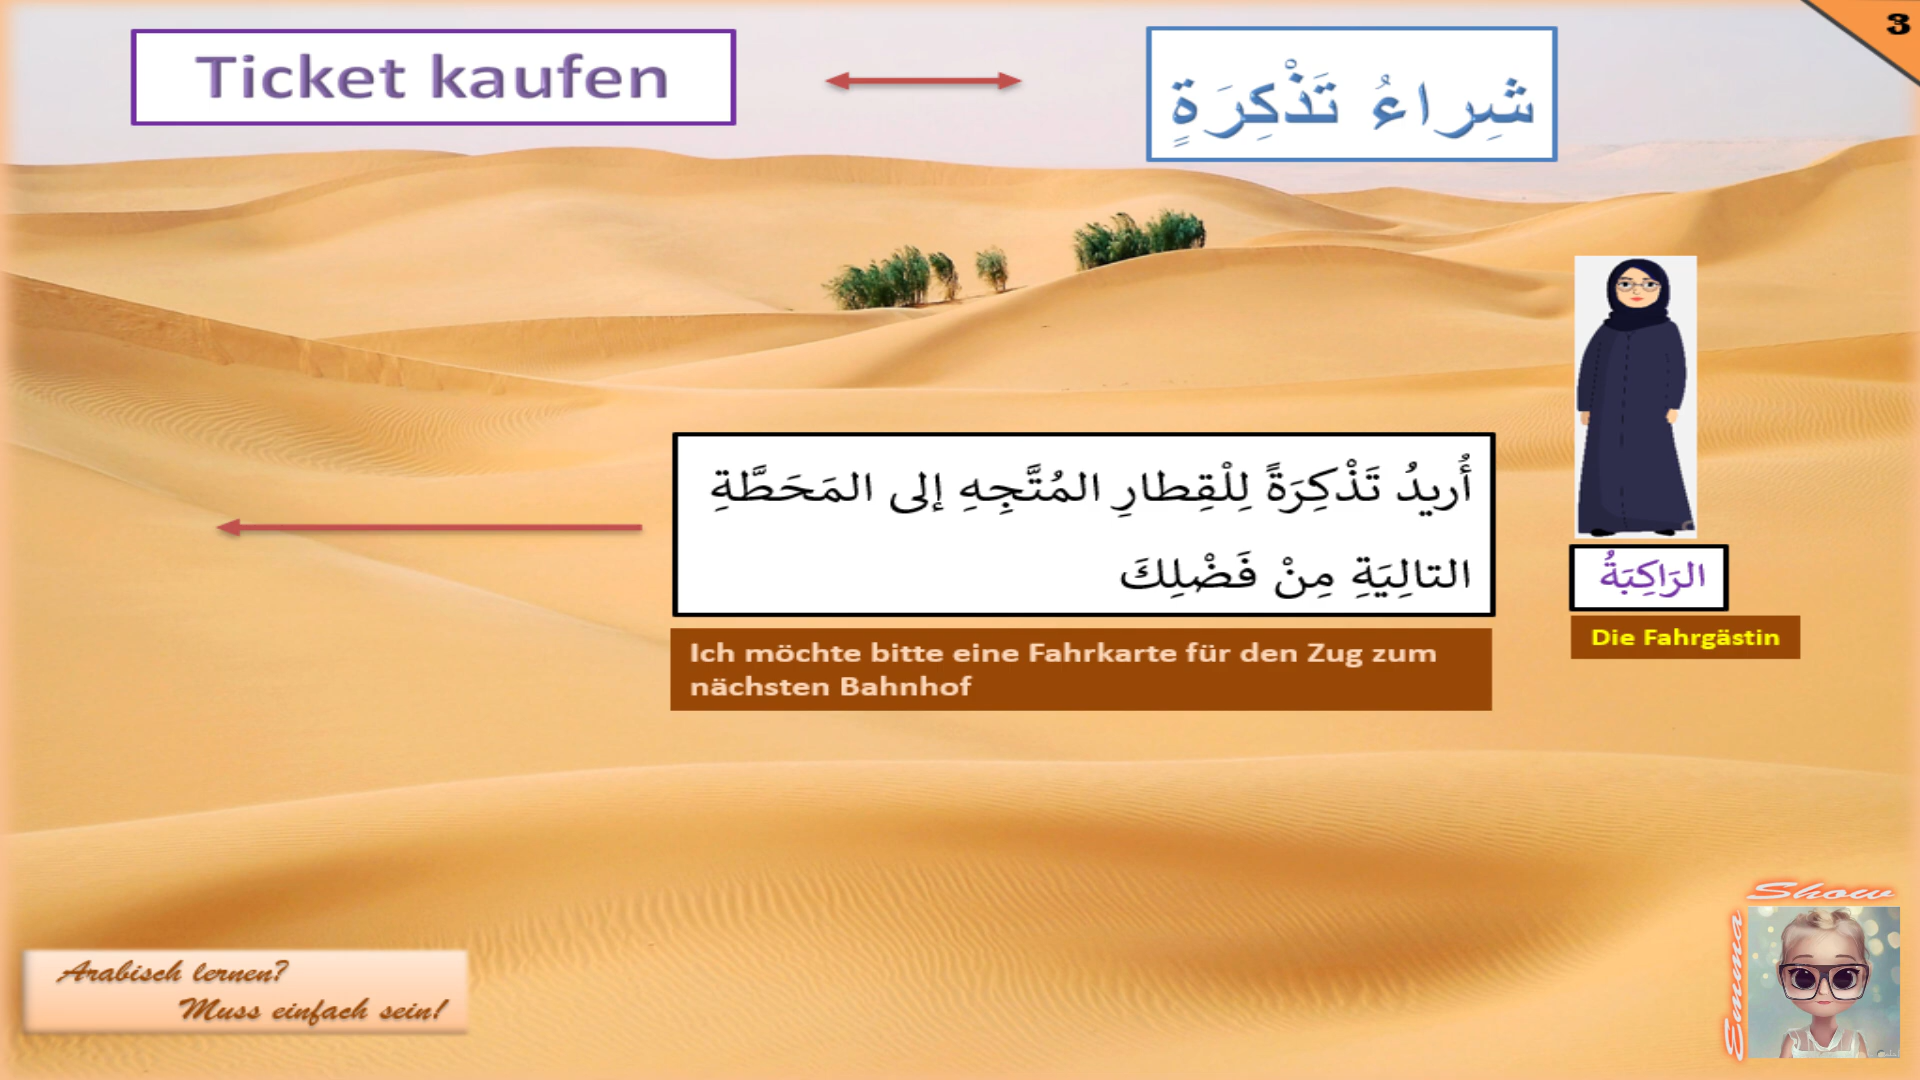 3
Ticket kaufen
شِراءُ تَذْكِرَةٍ
أُريدُ تَذْكِرَةً لِلْقِطارِ المُتَّجِهِ إلى المَحَطَّةِ
التالِيَةِ مِنْ فَضْلِكَ
Ich möchte bitte eine Fahrkarte für den Zug zum
nächsten Bahnhof
الرَاكِبَةُ
Die Fahrgästin
Arabisch lernen?
Muss einfach sein!
Emma
Show